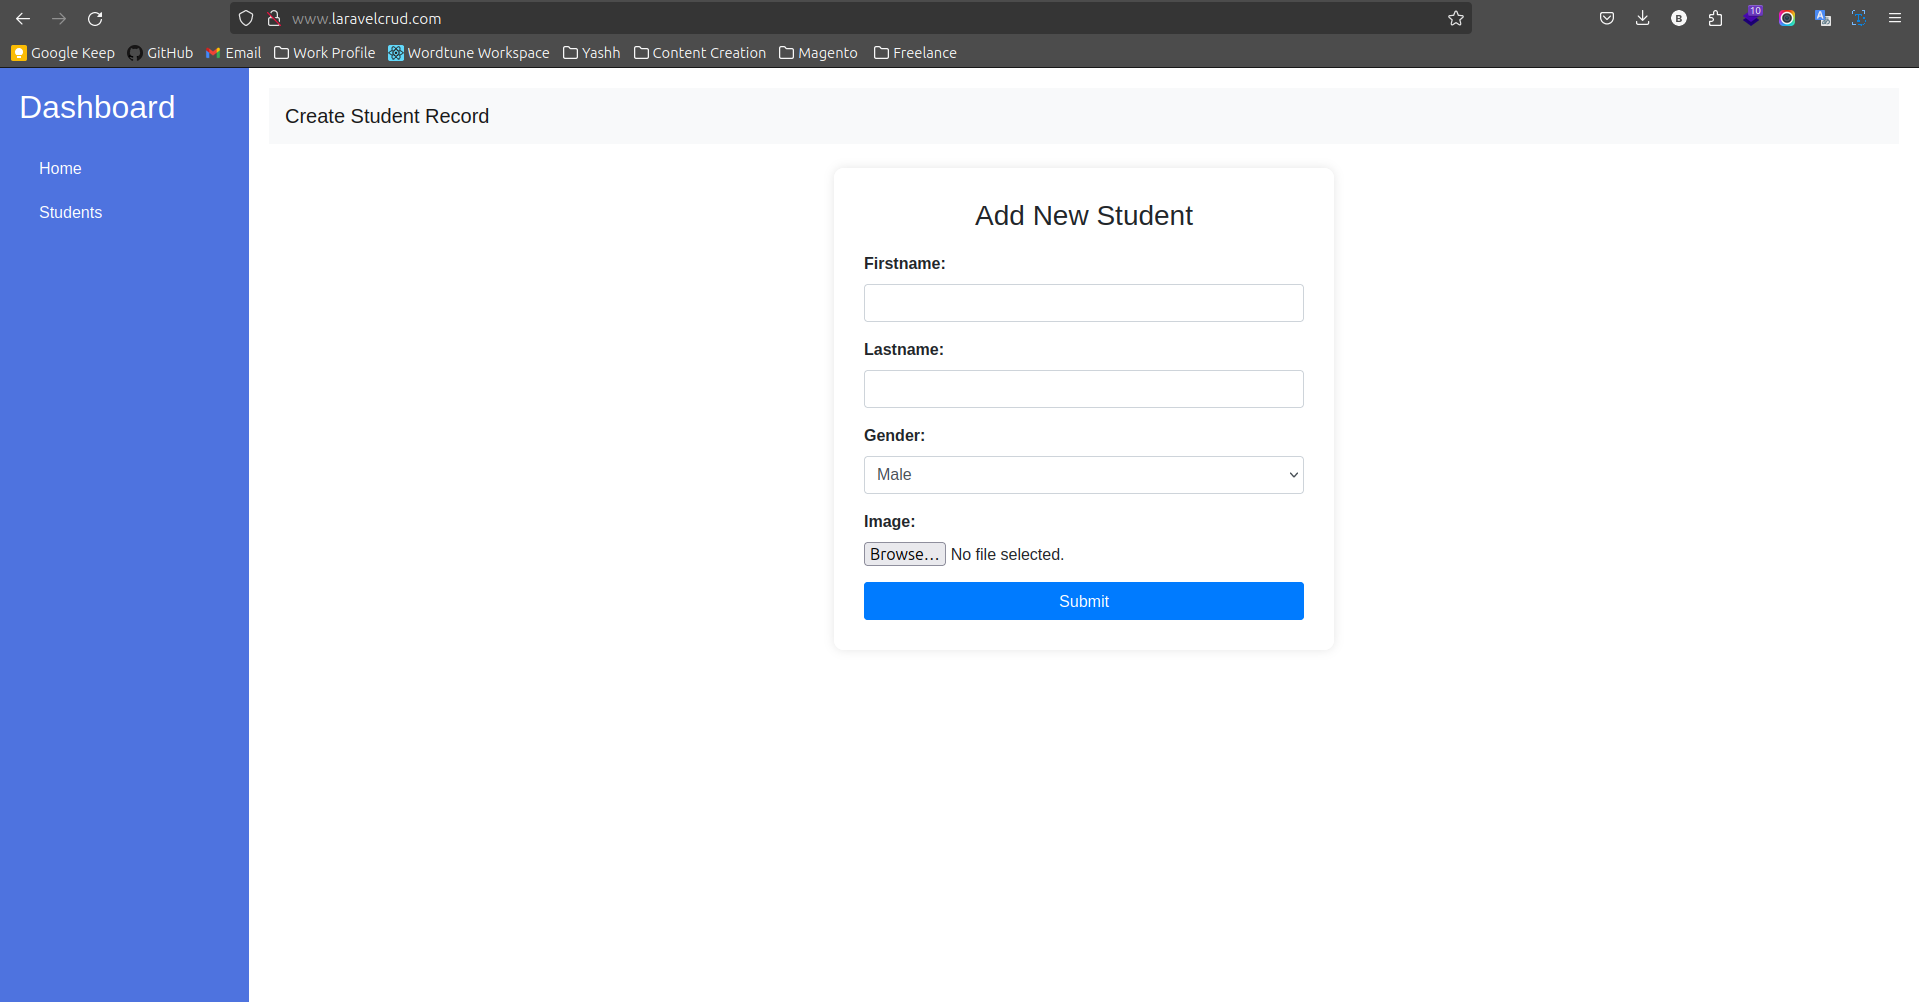 www.laravelcrud.com
10
Google Keep GitHub Email Work Profile Wordtune Workspace Yashh Content Creation Magento Freelance
Dashboard
Home
Students
Create Student Record
Add New Student
Firstname:
Lastname:
Gender:
Male
Image:
Browse... No file selected.
Submit